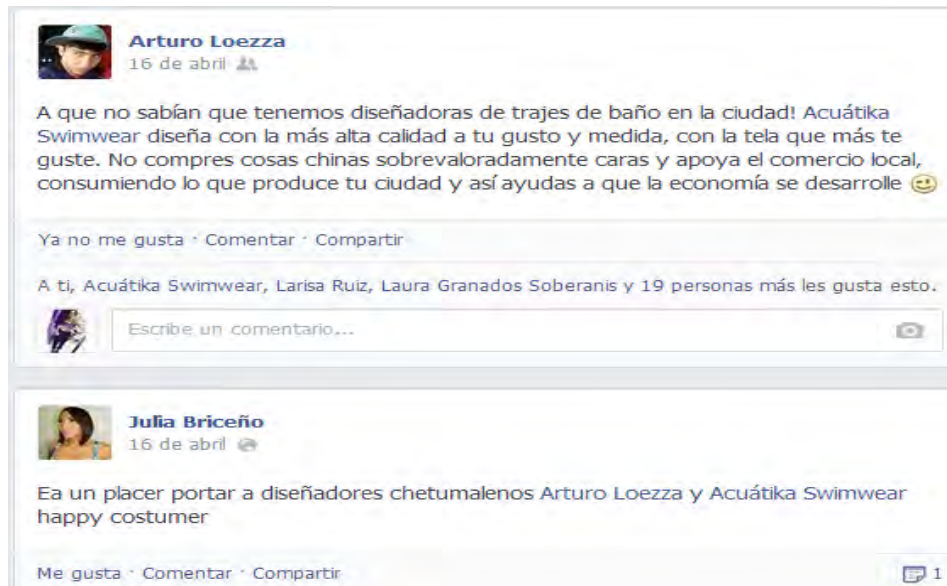 Arturo Loezza
16 de abril
A que no sabían que tenemos diseñadoras de trajes de baño en la ciudad! Acuátika
Swimwear diseña con la más alta calidad a tu gusto y medida, con la tela que más te
guste. No compres cosas chinas sobrevaloradamente caras y apoya el comercio local,
consumiendo lo que produce tu ciudad y así ayudas a que la economía se desarrolle
Ya no me gusta · Comentar · Compartir
A ti, Acuátika Swimwear, Larisa Ruiz, Laura Granados Soberanis y 19 personas más les gusta esto.
Escribe un comentario...
Julia Briceño
16 de abril
Ea un placer portar a diseñadores chetumalenos Arturo Loezza y Acuátika Swimwear
happy costumer
Me gusta · Comentar · Compartir 1